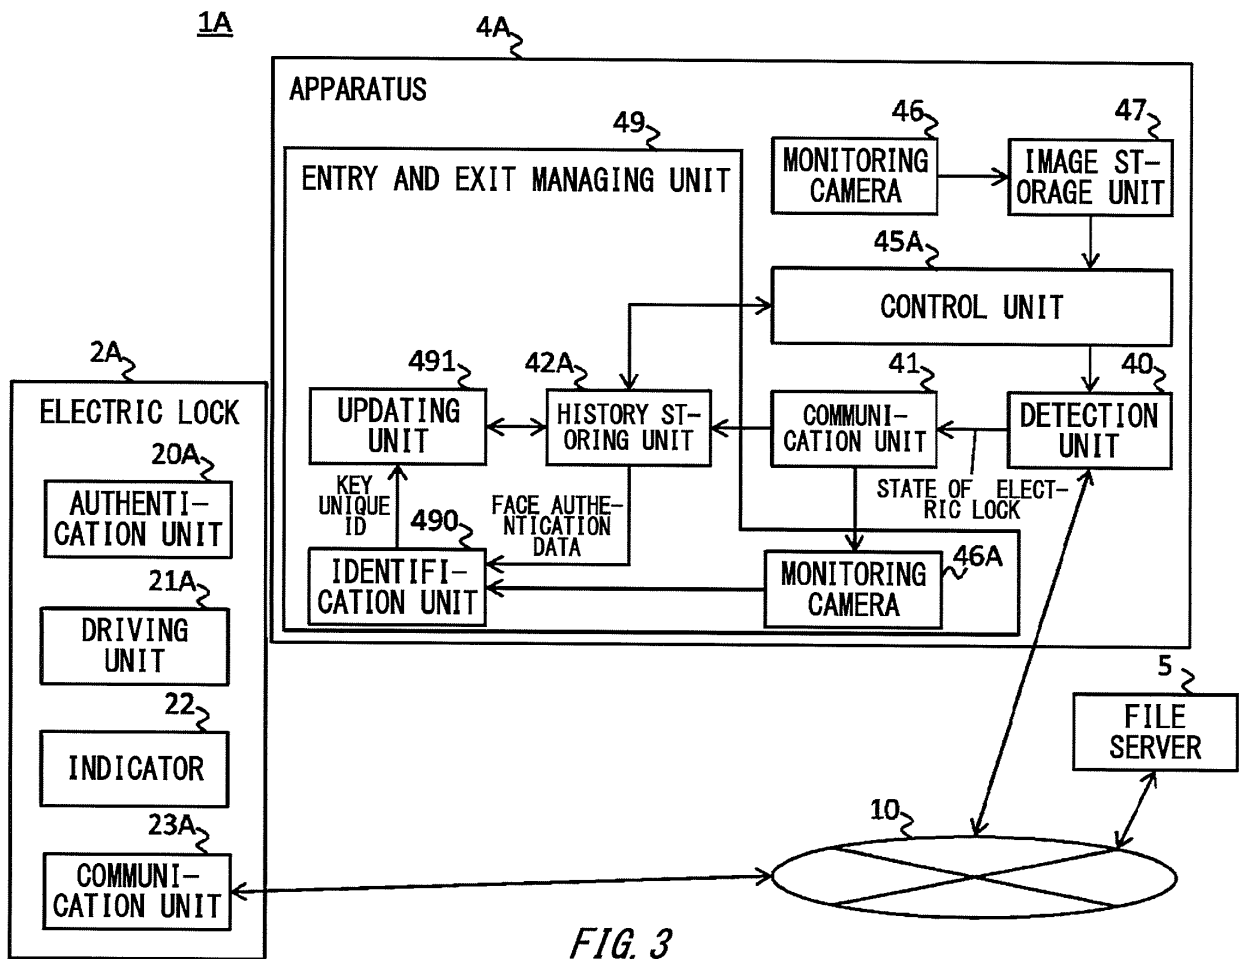 1A
4A
APPARATUS
49
ENTRY AND EXIT MANAGING UNIT
46
MONITORING
CAMERA
47
IMAGE ST-
ORAGE UNIT
45A
CONTROL UNIT
491
UPDATING
UNIT
42A
HISTORY ST-
ORING UNIT
41
COMMUNI-
CATION UNIT
40
DETECTION
UNIT
STATE OF ELECT-
RIC LOCK
KEY
UNIQUE
ID
FACE AUTHE-
NTICATION
DATA
490
IDENTIFI-
CATION UNIT
46A
MONITORING
CAMERA
2A
ELECTRIC LOCK
20A
AUTHENTI-
CATION UNIT
21A
DRIVING
UNIT
22
INDICATOR
23A
COMMUNI-
CATION UNIT
5
FILE
SERVER
10
FIG. 3